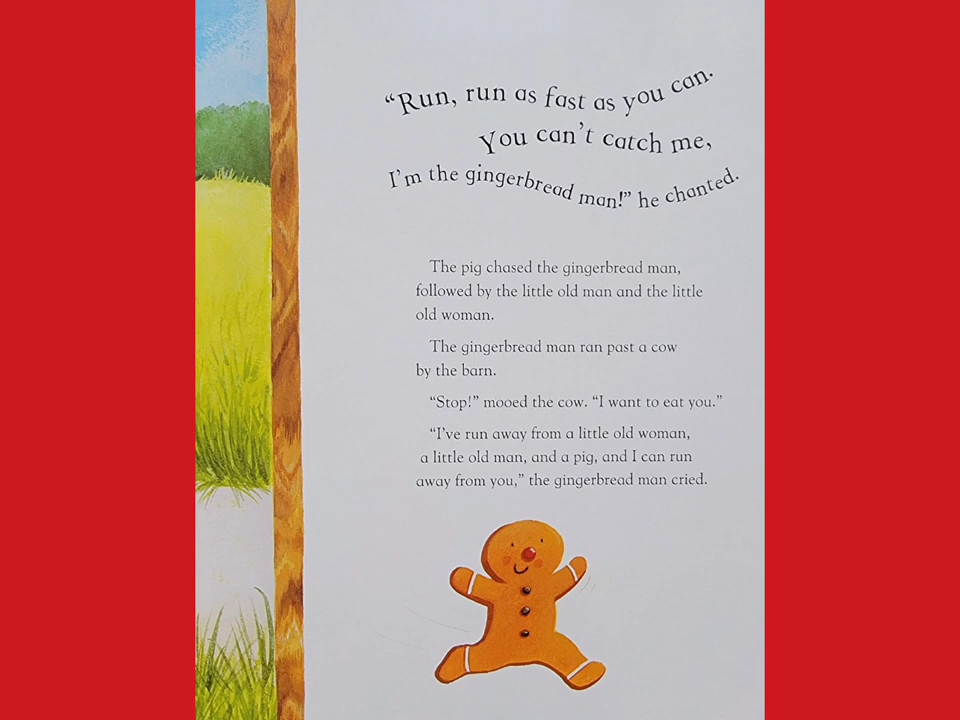 “Run, run as fast as you can.
You can’t catch me,
I’m the gingerbread man!” he chanted.
The pig chased the gingerbread man,
followed by the little old man and the little
old woman.
The gingerbread man ran past a cow
by the barn.
“Stop!” mooed the cow. “I want to eat you.”
“I’ve run away from a little old woman,
a little old man, and a pig, and I can run
away from you,” the gingerbread man cried.